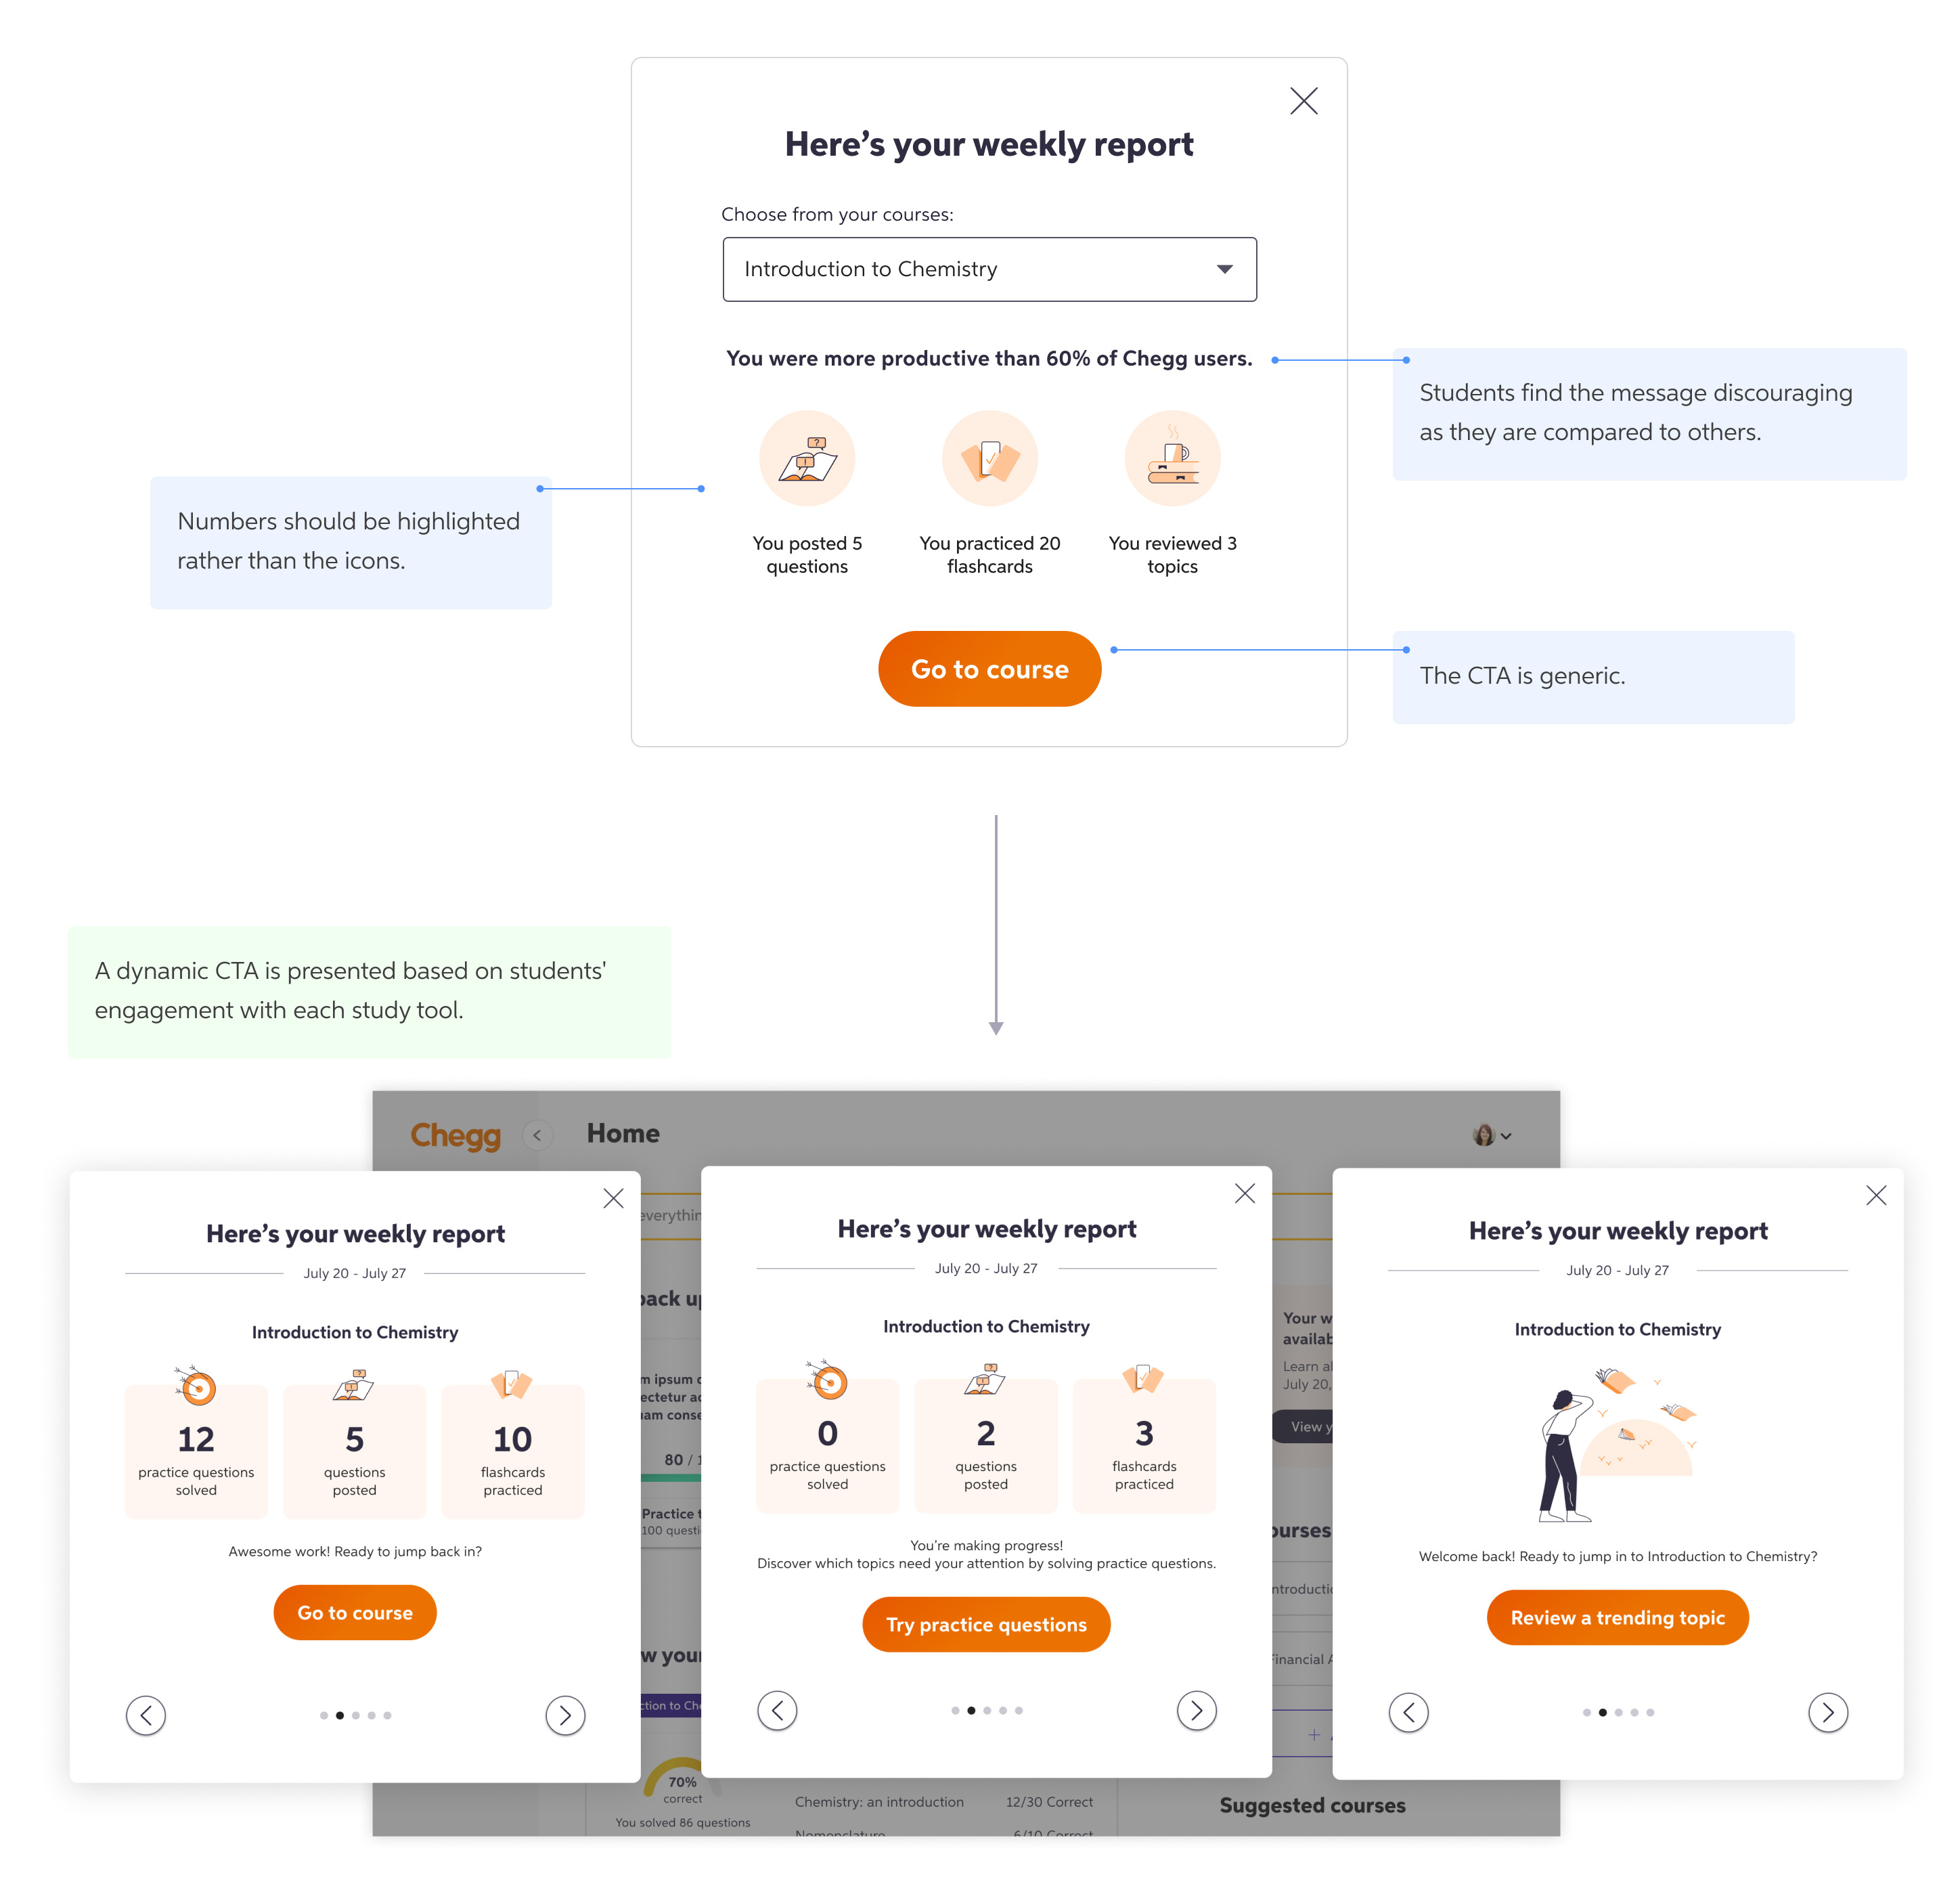 Here’s your weekly report
Choose from your courses:
Introduction to Chemistry
You were more productive than 60% of Chegg users.
Students find the message discouraging
as they are compared to others.
Numbers should be highlighted
rather than the icons.
You posted 5
questions
You practiced 20
flashcards
You reviewed 3
topics
Go to course
The CTA is generic.
A dynamic CTA is presented based on students'
engagement with each study tool.
Chegg
Home
Here’s your weekly report
July 20 - July 27
Introduction to Chemistry
12
practice questions
solved
5
questions
posted
10
flashcards
practiced
Awesome work! Ready to jump back in?
Go to course
Here’s your weekly report
July 20 - July 27
Introduction to Chemistry
0
practice questions
solved
2
questions
posted
3
flashcards
practiced
You’re making progress!
Discover which topics need your attention by solving practice questions.
Try practice questions
Here’s your weekly report
July 20 - July 27
Introduction to Chemistry
Welcome back! Ready to jump in to Introduction to Chemistry?
Review a trending topic
80 /
Practice
100
Your
July 20,
View
70%
correct
You solved 86 questions
Chemistry: an introduction
12/30 Correct
Suggested courses